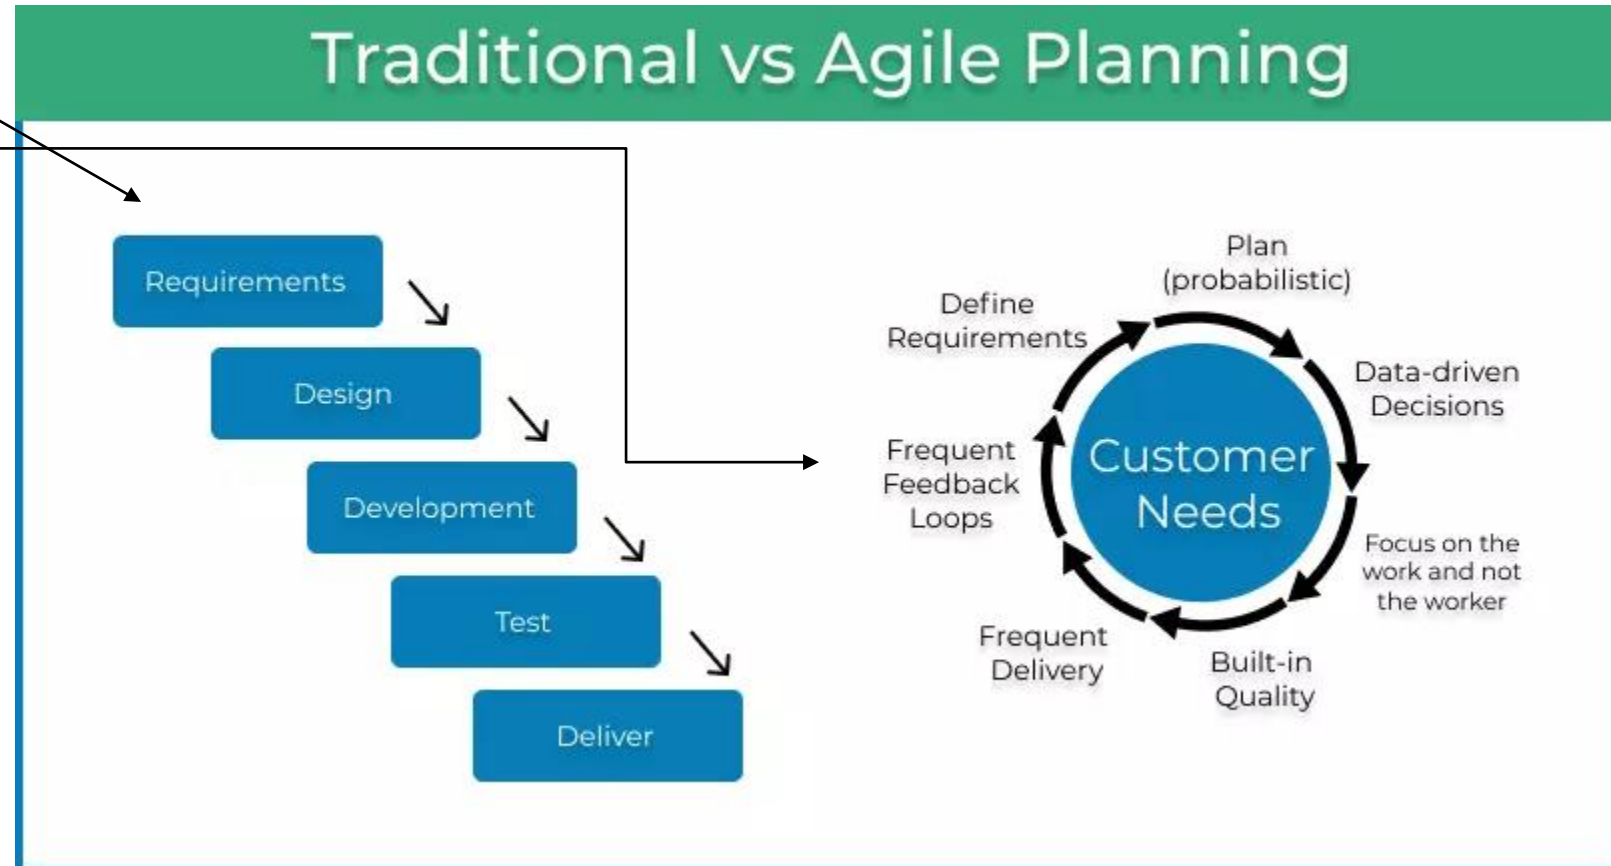 Traditional vs Agile Planning
Requirements
Design
Development
Test
Deliver
Plan
(probabilistic)
Data-driven
Decisions
Focus on the
work and not
the worker
Built-in
Quality
Frequent
Delivery
Frequent
Feedback
Loops
Define
Requirements
Customer
Needs